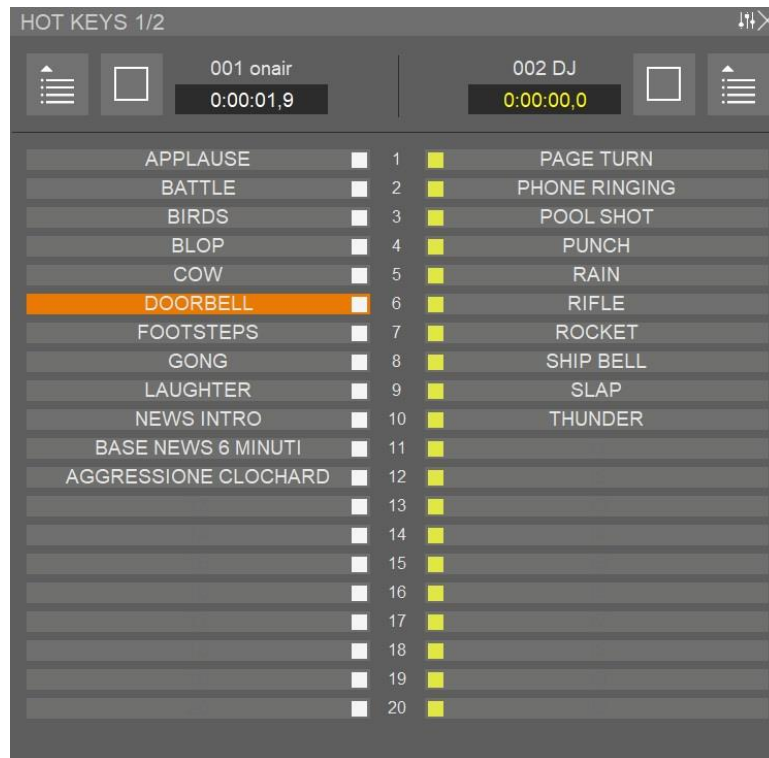 HOT KEYS 1/2
001 onair 002 DJ
0:00:01,9 0:00:00,0
APPLAUSE 1 PAGE TURN
BATTLE 2 PHONE RINGING
BIRDS 3 POOL SHOT
BLOP 4 PUNCH
COW 5 RAIN
DOORBELL 6 RIFLE
FOOTSTEPS 7 ROCKET
GONG 8 SHIP BELL
LAUGHTER 9 SLAP
NEWS INTRO 10 THUNDER
BASE NEWS 6 MINUTI 11
AGGRESSIONE CLOCHARD 12
13
14
15
16
17
18
19
20